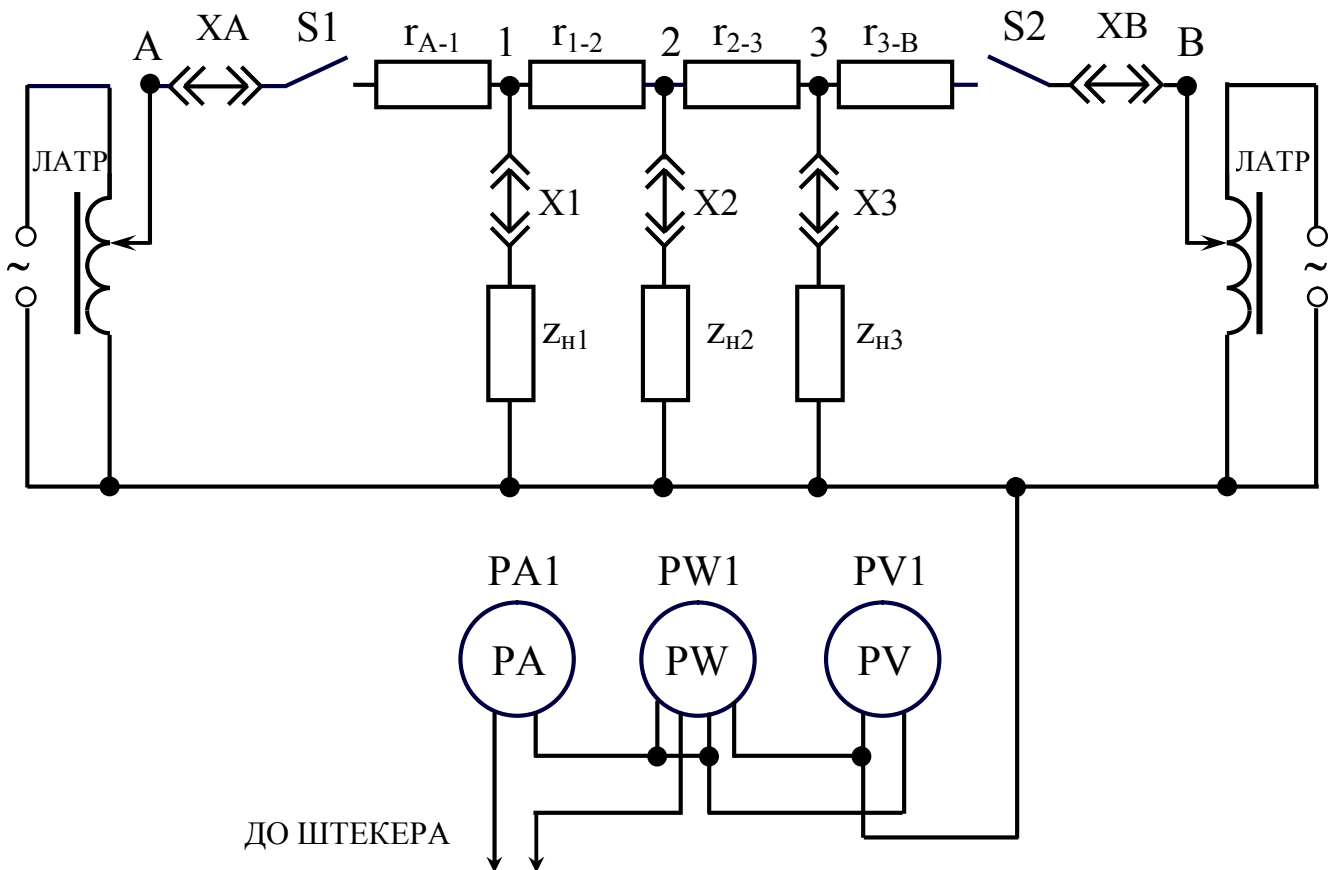 A XA S1 rА-1 1 r1-2 2 r2-3 3 r3-В S2 XB B
ЛАТР ЛАТР
X1 X2 X3
~ ~
zн1 zн2 zн3
PA1 PW1 PV1
PA PW PV
ДО ШТЕКЕРА